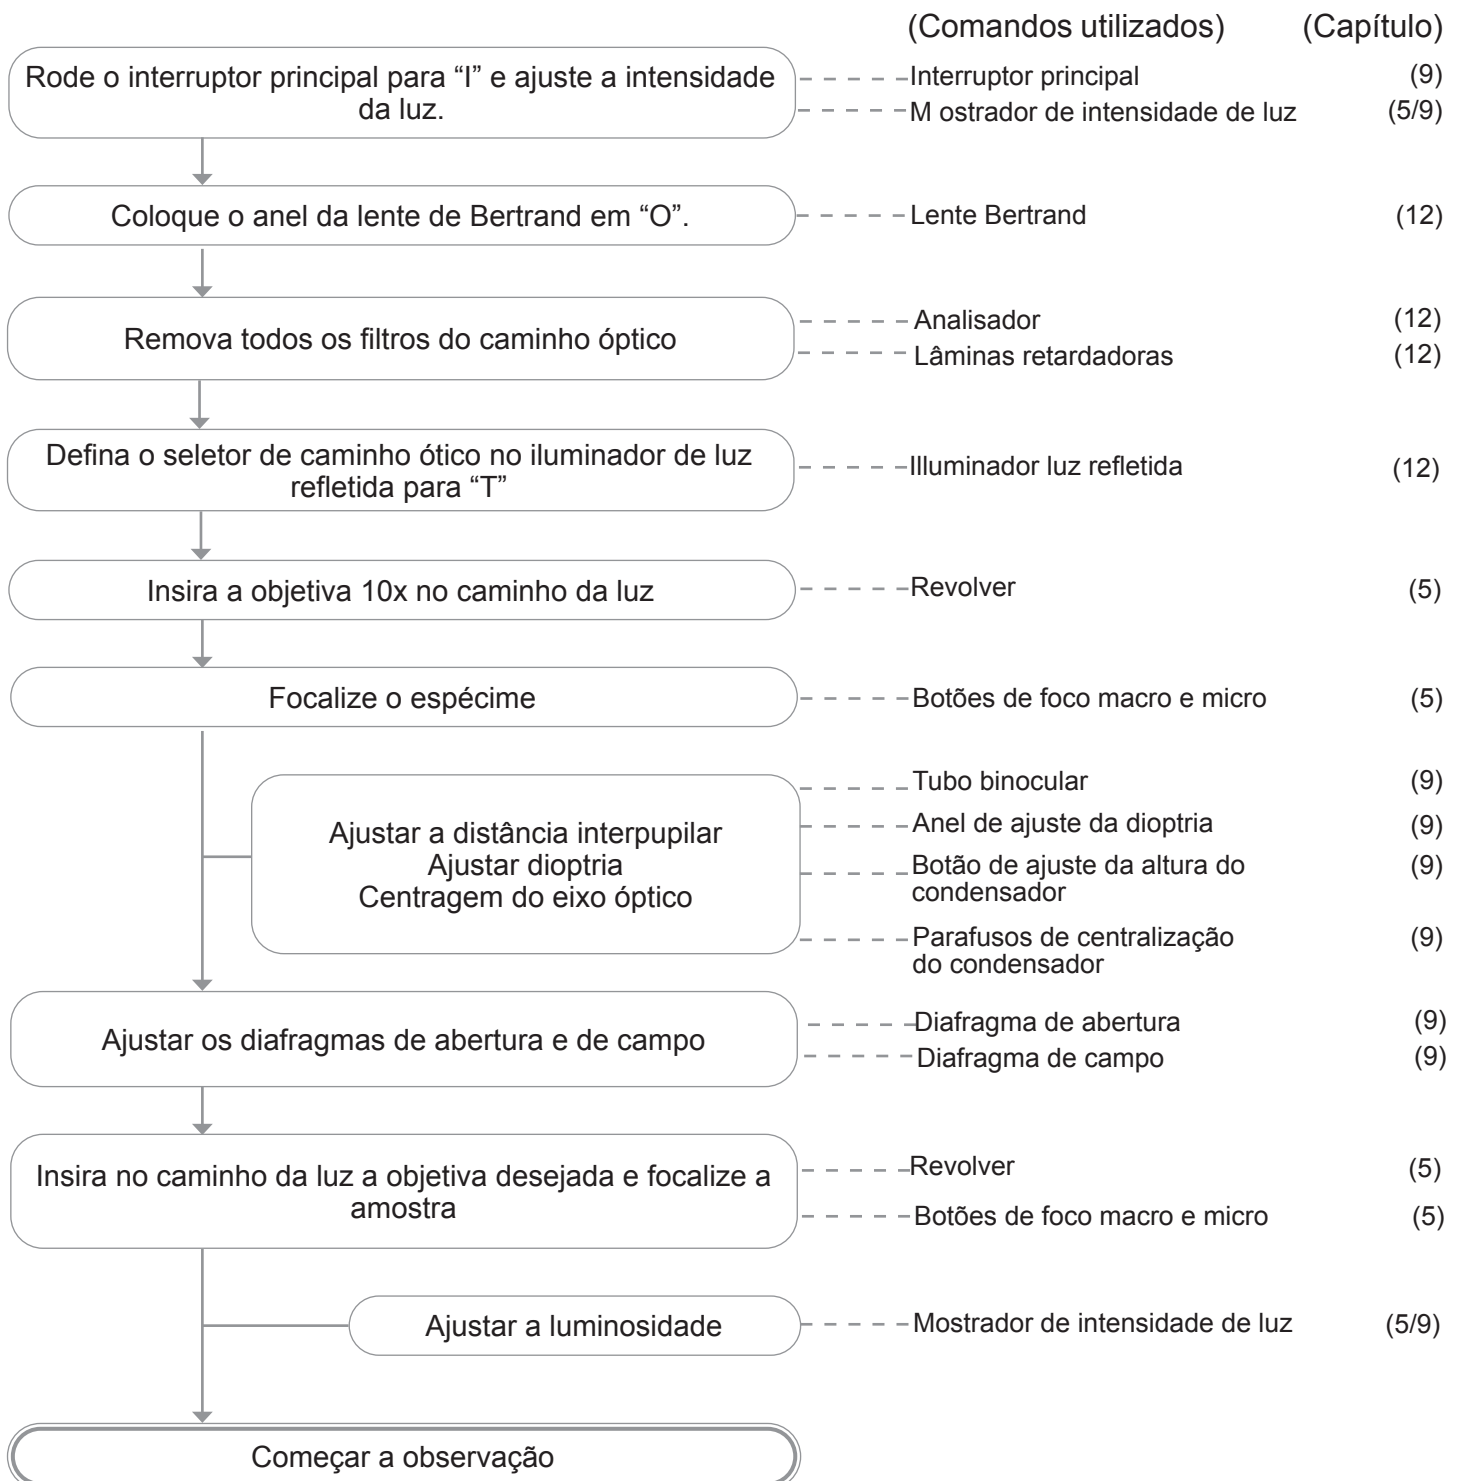 (Comandos utilizados) (Capítulo)
Rode o interruptor principal para “I” e ajuste a intensidade
da luz.
Interruptor principal (9)
M ostrador de intensidade de luz (5/9)
Coloque o anel da lente de Bertrand em “O”.
Lente Bertrand (12)
Remova todos os filtros do caminho óptico
Analisador (12)
Lâminas retardadoras (12)
Defina o seletor de caminho ótico no iluminador de luz
refletida para “T”
Illuminador luz refletida (12)
Insira a objetiva 10x no caminho da luz
Revolver (5)
Focalize o espécime
Botões de foco macro e micro (5)
Ajustar a distância interpupilar
Ajustar dioptria
Centragem do eixo óptico
Tubo binocular (9)
Anel de ajuste da dioptria (9)
Botão de ajuste da altura do (9)
condensador
Parafusos de centralização (9)
do condensador
Ajustar os diafragmas de abertura e de campo
Diafragma de abertura (9)
Diafragma de campo (9)
Insira no caminho da luz a objetiva desejada e focalize a
amostra
Revolver (5)
Botões de foco macro e micro (5)
Ajustar a luminosidade
Mostrador de intensidade de luz (5/9)
Começar a observação